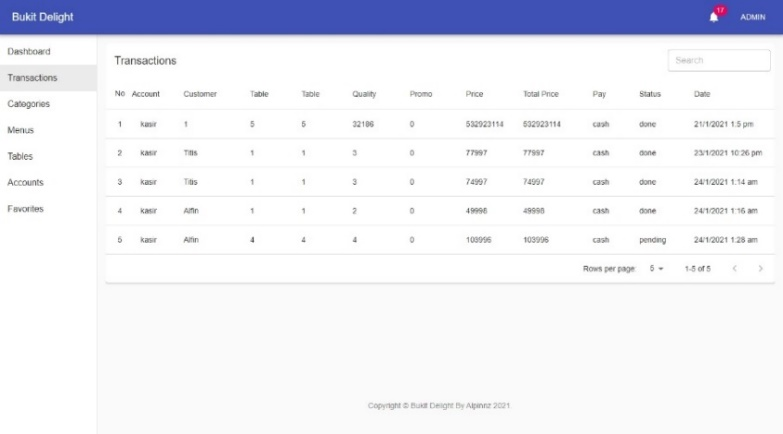 Bukit Delight 17 ADMIN
Dashboard
Transactions
Categories
Menus
Tables
Accounts
Favorites
Transactions Search
No Account Customer Table Table Quality Promo Price Total Price Pay Status Date
1 kasir 1 5 5 32186 0 532923114 532923114 cash done 21/1/2021 1:5 pm
2 kasir Titis 1 1 3 0 77997 77997 cash done 23/1/2021 10:26 pm
3 kasir Titis 1 1 3 0 74997 74997 cash done 24/1/2021 1:14 am
4 kasir Alfin 1 1 2 0 49998 49998 cash done 24/1/2021 1:16 am
5 kasir Alfin 4 4 4 0 103996 103996 cash pending 24/1/2021 1:28 am
Rows per page: 5 1-5 of 5
Copyright © Bukit Delight By Alpinnz 2021.